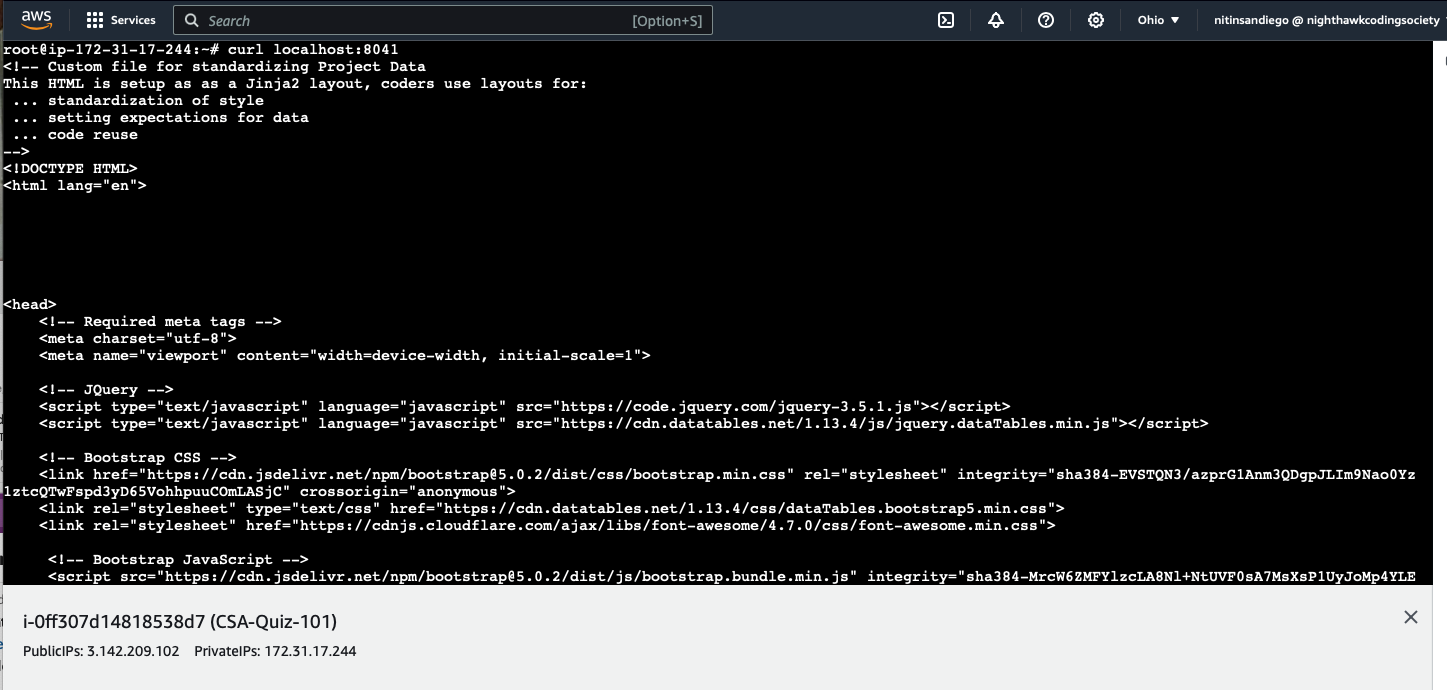 aws Services Search [Option+S] Ohio ▼ nitinsandiego @ nighthawkcodingsociety
root@ip-172-31-17-244:~# curl localhost:8041
<!-- Custom file for standardizing Project Data
This HTML is setup as as a Jinja2 layout, coders use layouts for:
 ... standardization of style
 ... setting expectations for data
 ... code reuse
-->
<!DOCTYPE HTML>
<html lang="en">
<head>
    <!-- Required meta tags -->
    <meta charset="utf-8">
    <meta name="viewport" content="width=device-width, initial-scale=1">
    <!-- JQuery -->
    <script type="text/javascript" language="javascript" src="https://code.jquery.com/jquery-3.5.1.js"></script>
    <script type="text/javascript" language="javascript" src="https://cdn.datatables.net/1.13.4/js/jquery.dataTables.min.js"></script>
    <!-- Bootstrap CSS -->
    <link href="https://cdn.jsdelivr.net/npm/bootstrap@5.0.2/dist/css/bootstrap.min.css" rel="stylesheet" integrity="sha384-EVSTQN3/azprG1Anm3QDgpJLIm9Nao0Yz
1ztcQTwFspd3yD65VohhpuuCOmLASjC" crossorigin="anonymous">
    <link rel="stylesheet" type="text/css" href="https://cdn.datatables.net/1.13.4/css/dataTables.bootstrap5.min.css">
    <link rel="stylesheet" href="https://cdnjs.cloudflare.com/ajax/libs/font-awesome/4.7.0/css/font-awesome.min.css">
     <!-- Bootstrap JavaScript -->
     <script src="https://cdn.jsdelivr.net/npm/bootstrap@5.0.2/dist/js/bootstrap.bundle.min.js" integrity="sha384-MrcW6ZMFYlzcLA8Nl+NtUVF0sA7MsXsP1UyJoMp4YLE
i-0ff307d14818538d7 (CSA-Quiz-101)
PublicIPs: 3.142.209.102 PrivateIPs: 172.31.17.244